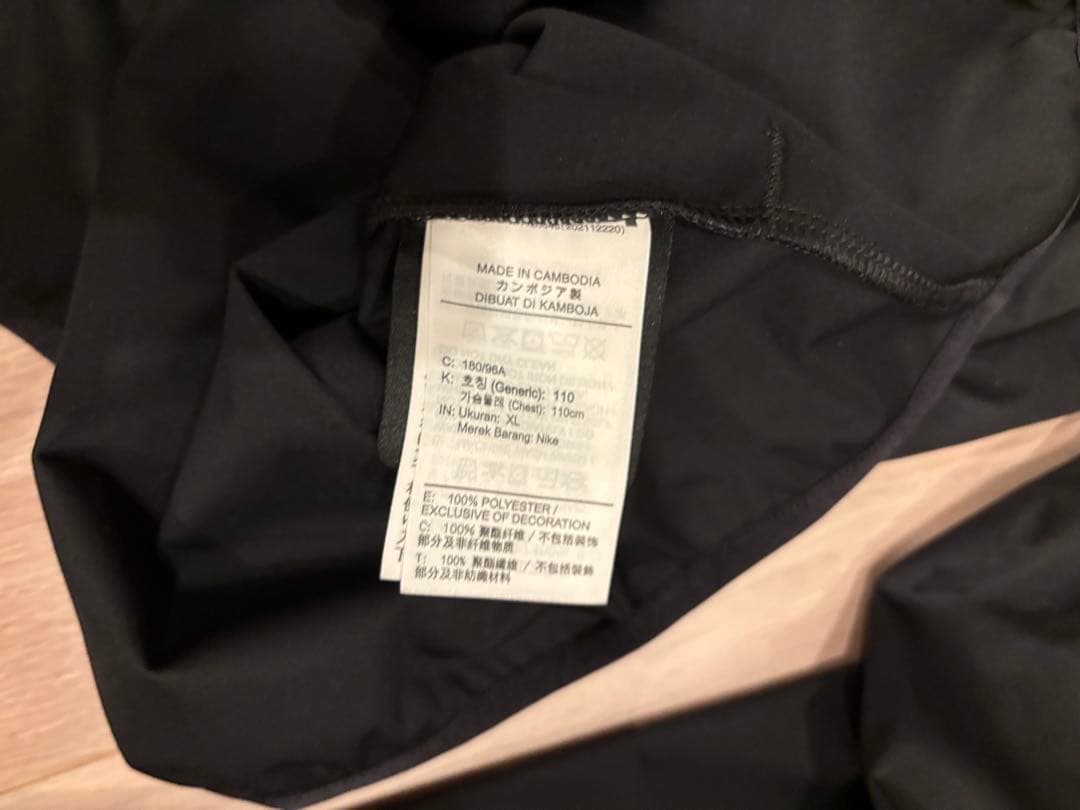 (202112220)
MADE IN CAMBODIA
カンボジア製
DIBUAT DI KAMBOJA
C: 180/96A
K: 호칭 (Generic): 110
가슴둘레 (Chest): 110cm
IN: Ukuran: XL
Merek Barang: Nike
E: 100% POLYESTER /
EXCLUSIVE OF DECORATION
C: 100% 聚酯纤维 / 不包括装饰
部分及非纤维物质
T: 100% 聚酯纖維 / 不包括裝飾
部分及非紡織材料